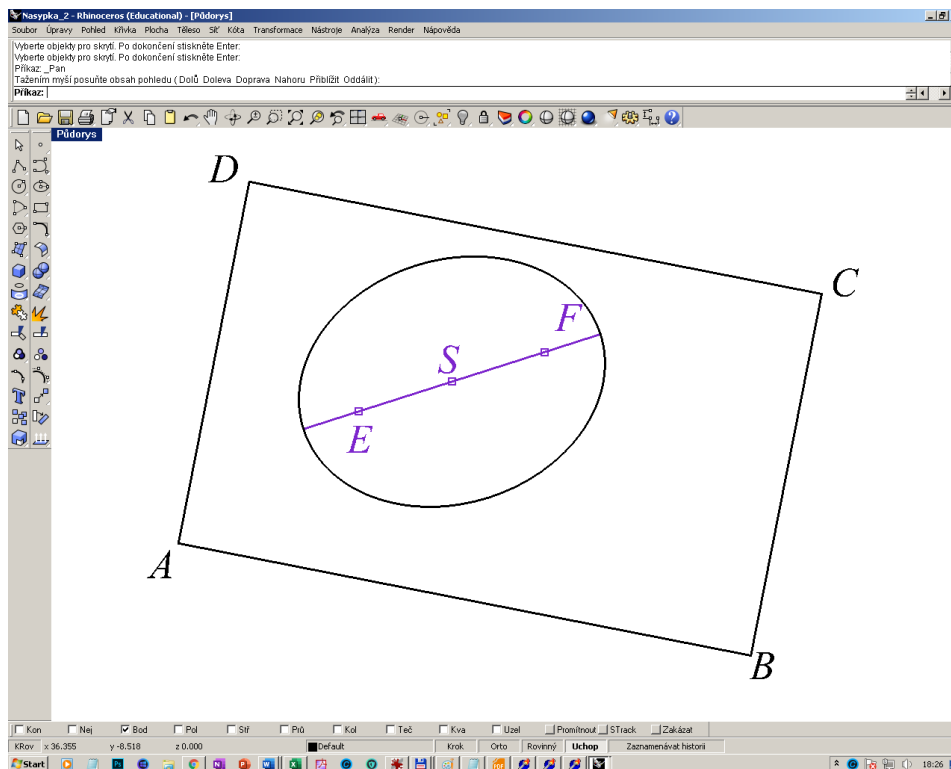 Nasypka_2 - Rhinoceros (Educational) - [Půdorys]
Soubor Úpravy Pohled Křivka Plocha Těleso Síť Kóta Transformace Nástroje Analýza Render Nápověda
Vyberte objekty pro skrytí. Po dokončení stiskněte Enter:
Vyberte objekty pro skrytí. Po dokončení stiskněte Enter:
Příkaz: _Pan
Tažením myší posuňte obsah pohledu ( Dolů Doleva Doprava Nahoru Přiblížit Oddálit ):
Příkaz:
Půdorys
D
C
F
S
E
A
B
Kon Nej Bod Pol Stř Prů Kol Teč Kva Uzel Promítnout STrack Zakázat
KRov x 36.355 y -8.518 z 0.000 Default Krok Orto Rovinný Uchop Zaznamenávat historii
Start 18:26